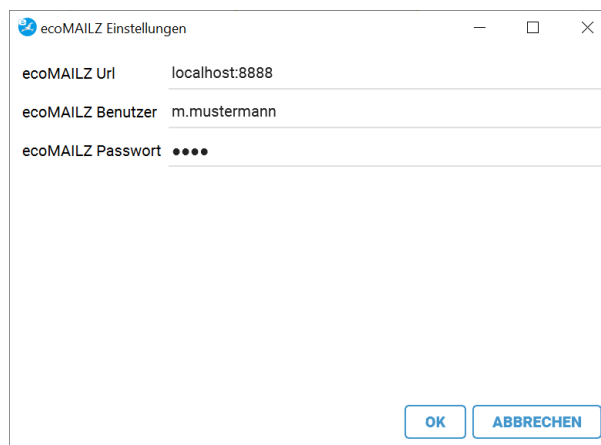 ecoMAILZ Einstellungen
ecoMAILZ Url localhost:8888
ecoMAILZ Benutzer m.mustermann
ecoMAILZ Passwort ●●●●
OK ABBRECHEN